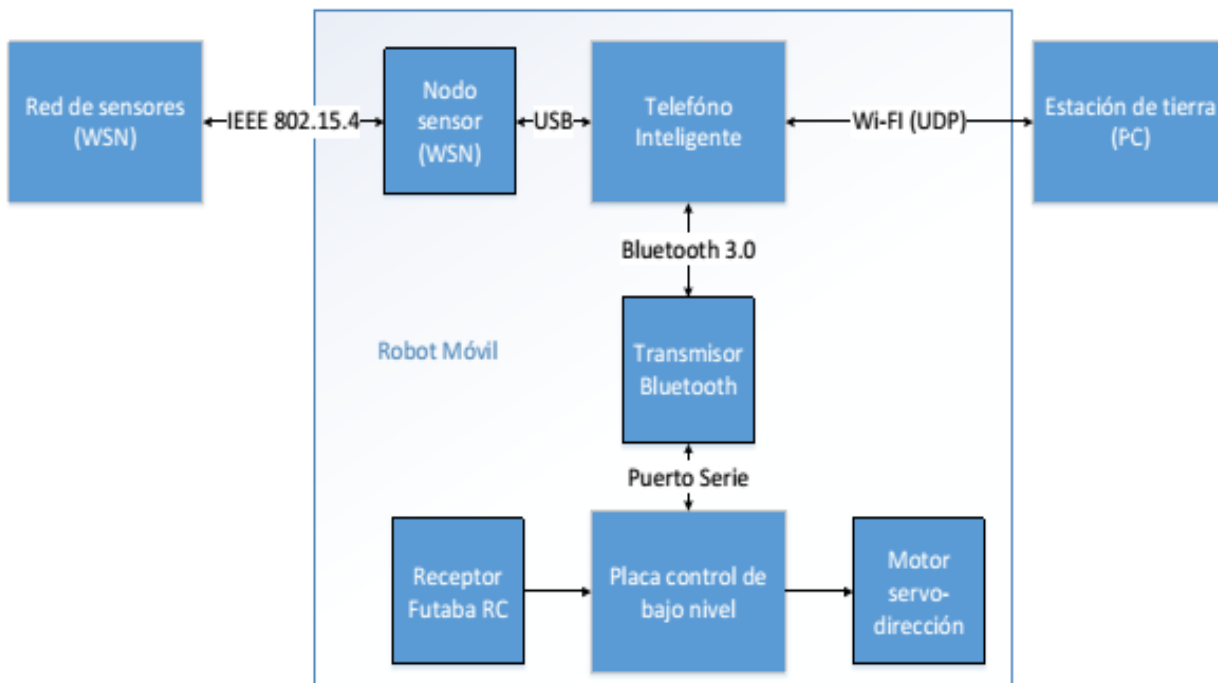 Red de sensores
(WSN)
IEEE 802.15.4
Nodo
sensor
(WSN)
USB
Telefóno
Inteligente
Wi-FI (UDP)
Estación de tierra
(PC)
Bluetooth 3.0
Robot Móvil
Transmisor
Bluetooth
Puerto Serie
Receptor
Futaba RC
Placa control de
bajo nivel
Motor
servo-
dirección